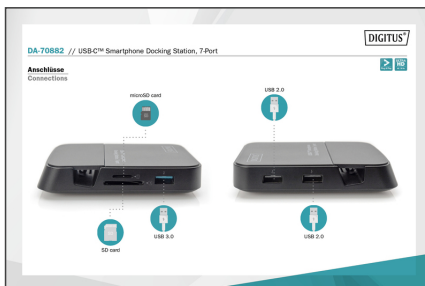 DIGITUS®
DA-70882 // USB-C™ Smartphone Docking Station, 7-Port
Anschlüsse
Connections
microSD card
USB 2.0
SD card
USB 3.0
USB 2.0